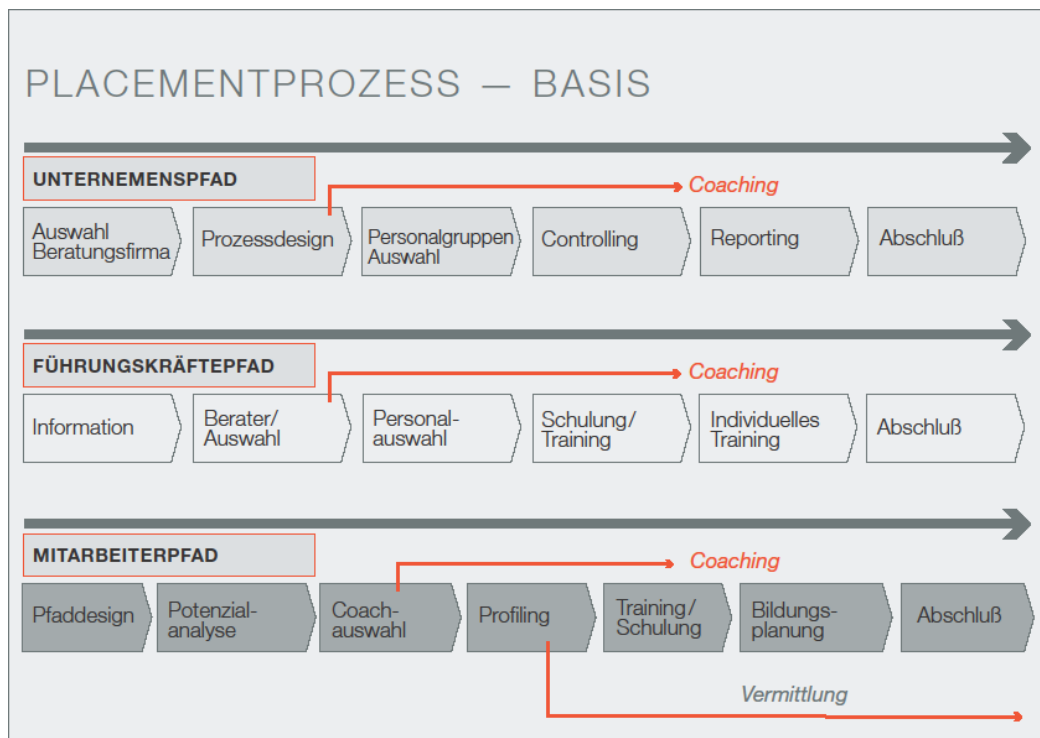 PLACEMENTPROZESS — BASIS
UNTERNEMENSPFAD
Coaching
Auswahl
Beratungsfirma
Prozessdesign
Personalgruppen
Auswahl
Controlling
Reporting
Abschluß
FÜHRUNGSKRÄFTEPFAD
Coaching
Information
Berater/
Auswahl
Personal-
auswahl
Schulung/
Training
Individuelles
Training
Abschluß
MITARBEITERPFAD
Coaching
Pfaddesign
Potenzial-
analyse
Coach-
auswahl
Profiling
Training/
Schulung
Bildungs-
planung
Abschluß
Vermittlung